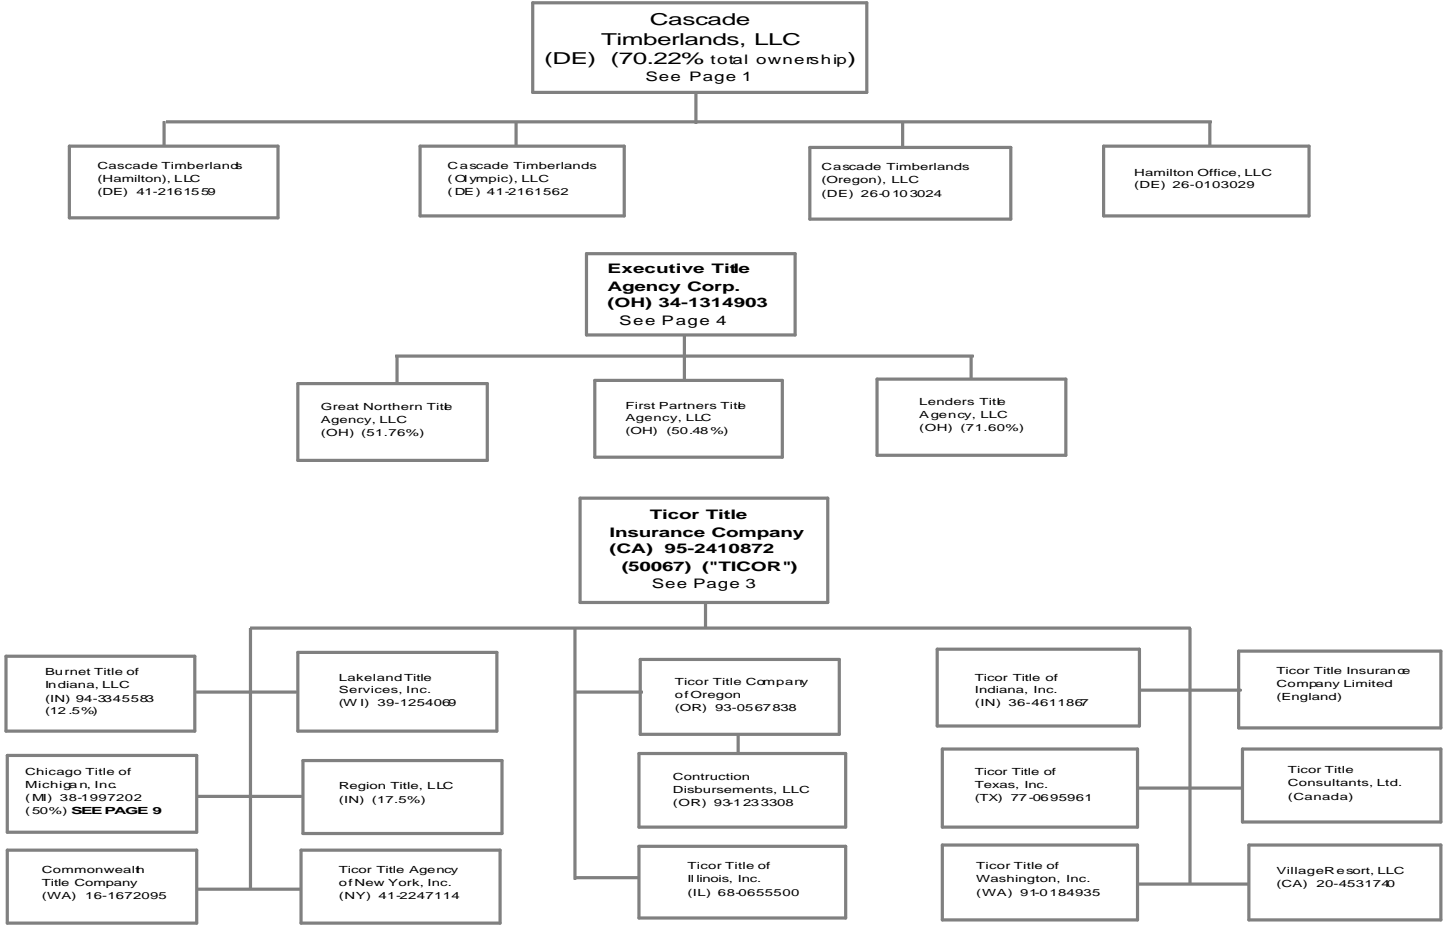 Cascade
Timberlands, LLC
(DE) (70.22% total ownership)
See Page 1
Cascade Timberlands
(Hamilton), LLC
(DE) 41-2161559
Cascade Timberlands
(Olympic), LLC
(DE) 41-2161562
Cascade Timberlands
(Oregon), LLC
(DE) 26-0103024
Hamilton Office, LLC
(DE) 26-0103029
Executive Title
Agency Corp.
(OH) 34-1314903
See Page 4
Great Northern Title
Agency, LLC
(OH) (51.76%)
First Partners Title
Agency, LLC
(OH) (50.48%)
Lenders Title
Agency, LLC
(OH) (71.60%)
Ticor Title
Insurance Company
(CA) 95-2410872
(50067) ("TICOR")
See Page 3
Burnet Title of
Indiana, LLC
(IN) 94-3345583
(12.5%)
Lakeland Title
Services, Inc.
(WI) 39-1254069
Ticor Title Company
of Oregon
(OR) 93-0567838
Ticor Title of
Indiana, Inc.
(IN) 36-4611867
Ticor Title Insurance
Company Limited
(England)
Chicago Title of
Michigan, Inc.
(MI) 38-1997202
(50%) SEE PAGE 9
Region Title, LLC
(IN) (17.5%)
Contruction
Disbursements, LLC
(OR) 93-1233308
Ticor Title of
Texas, Inc.
(TX) 77-0695961
Ticor Title
Consultants, Ltd.
(Canada)
Commonwealth
Title Company
(WA) 16-1672095
Ticor Title Agency
of New York, Inc.
(NY) 41-2247114
Ticor Title of
Illinois, Inc.
(IL) 68-0655500
Ticor Title of
Washington, Inc.
(WA) 91-0184935
Village Resort, LLC
(CA) 20-4531740